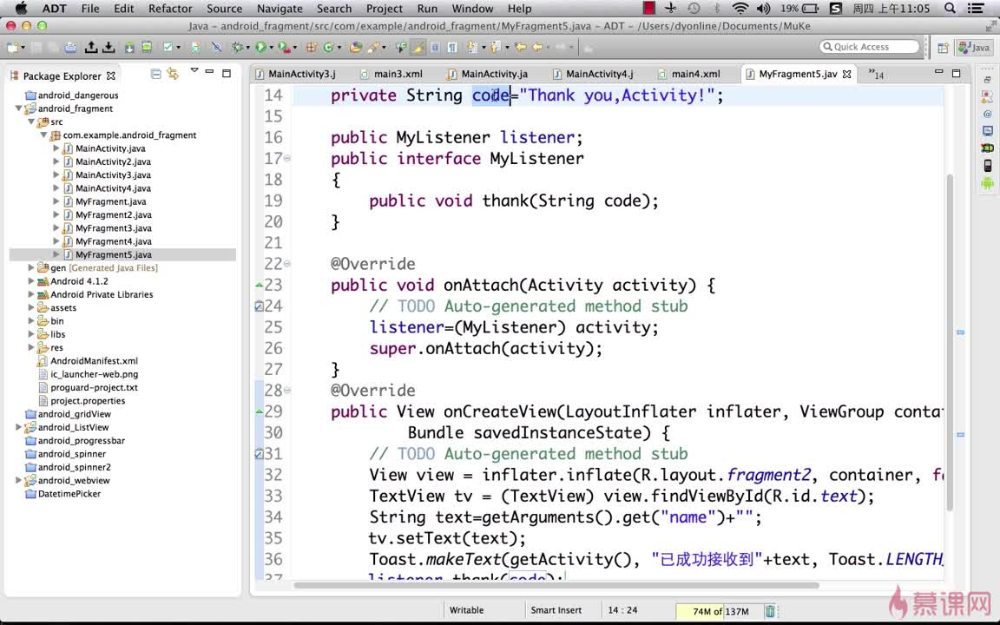 ADT File Edit Refactor Source Navigate Search Project Run Window Help 19% S 周四 上午11:05
Java - android_fragment/src/com/example/android_fragment/MyFragment5.java - ADT - /Users/dyonline/Documents/MuKe
Quick Access
Java
Package Explorer
MainActivity3.j
main3.xml
MainActivity.ja
MainActivity4.j
main4.xml
MyFragment5.jav
»14
android_dangerous
android_fragment
src
com.example.android_fragment
MainActivity.java
MainActivity2.java
MainActivity3.java
MainActivity4.java
MyFragment.java
MyFragment2.java
MyFragment3.java
MyFragment4.java
MyFragment5.java
gen [Generated Java Files]
Android 4.1.2
Android Private Libraries
assets
bin
libs
res
AndroidManifest.xml
ic_launcher-web.png
proguard-project.txt
project.properties
android_gridView
android_ListView
android_progressbar
android_spinner
android_spinner2
android_webview
DatetimePicker
14 private String code="Thank you,Activity!";
15
16 public MyListener listener;
17 public interface MyListener
18 {
19 public void thank(String code);
20 }
21
22 @Override
23 public void onAttach(Activity activity) {
24 // TODO Auto-generated method stub
25 listener=(MyListener) activity;
26 super.onAttach(activity);
27 }
28 @Override
29 public View onCreateView(LayoutInflater inflater, ViewGroup conta
30 Bundle savedInstanceState) {
31 // TODO Auto-generated method stub
32 View view = inflater.inflate(R.layout.fragment2, container, f
33 TextView tv = (TextView) view.findViewById(R.id.text);
34 String text=getArguments().get("name")+"";
35 tv.setText(text);
36 Toast.makeText(getActivity(), "已成功接收到"+text, Toast.LENGTH
37 listener.thank(code);
Writable
Smart Insert
14 : 24
74M of 137M
慕课网